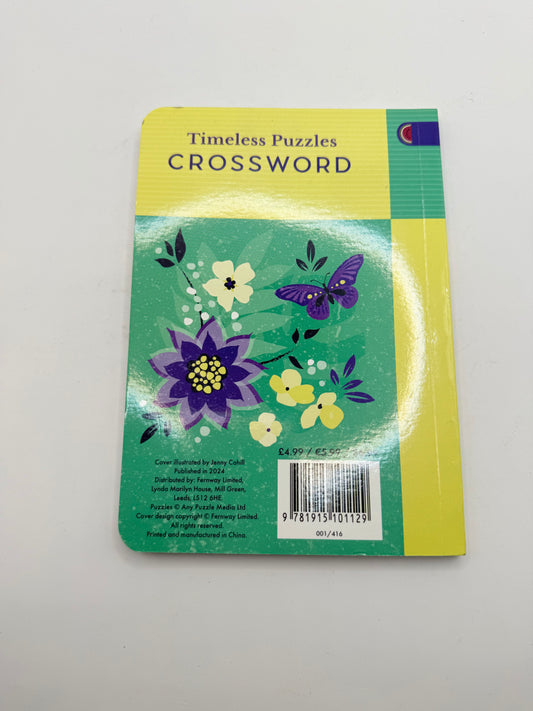 Timeless Puzzles
CROSSWORD
£4.99 / €5.99
Cover illustrated by Jenny Cahill
Published in 2024
Distributed by: Fernway Limited,
Lynda Marilyn House, Mill Green,
Leeds, LS12 6HE.
Puzzles © Any Puzzle Media Ltd
Cover design copyright © Fernway Limited.
All rights reserved.
Printed and manufactured in China.
9 781915 101129
001/416